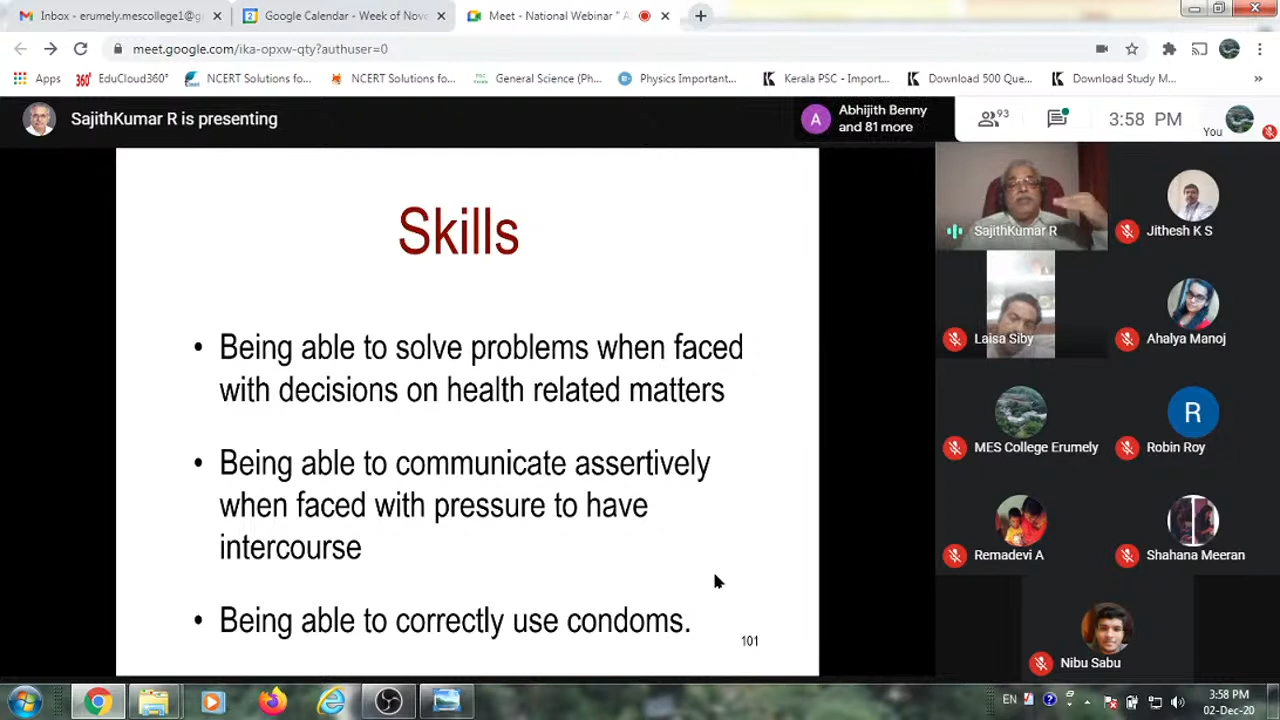 Inbox - erumely.mescollege1@g
Google Calendar - Week of Nove
Meet - National Webinar "
meet.google.com/ika-opxw-qty?authuser=0
Apps
EduCloud360°
NCERT Solutions fo...
NCERT Solutions fo...
General Science (Ph...
Physics Important...
Kerala PSC - Import...
Download 500 Que...
Download Study M...
»
SajithKumar R is presenting
A
Abhijith Benny
and 81 more
93
3:58 PM
You
Skills
• Being able to solve problems when faced
with decisions on health related matters
• Being able to communicate assertively
when faced with pressure to have
intercourse
• Being able to correctly use condoms.
101
SajithKumar R
Jithesh K S
Laisa Siby
Ahalya Manoj
MES College Erumely
R
Robin Roy
Remadevi A
Shahana Meeran
Nibu Sabu
EN
3:58 PM
02-Dec-20